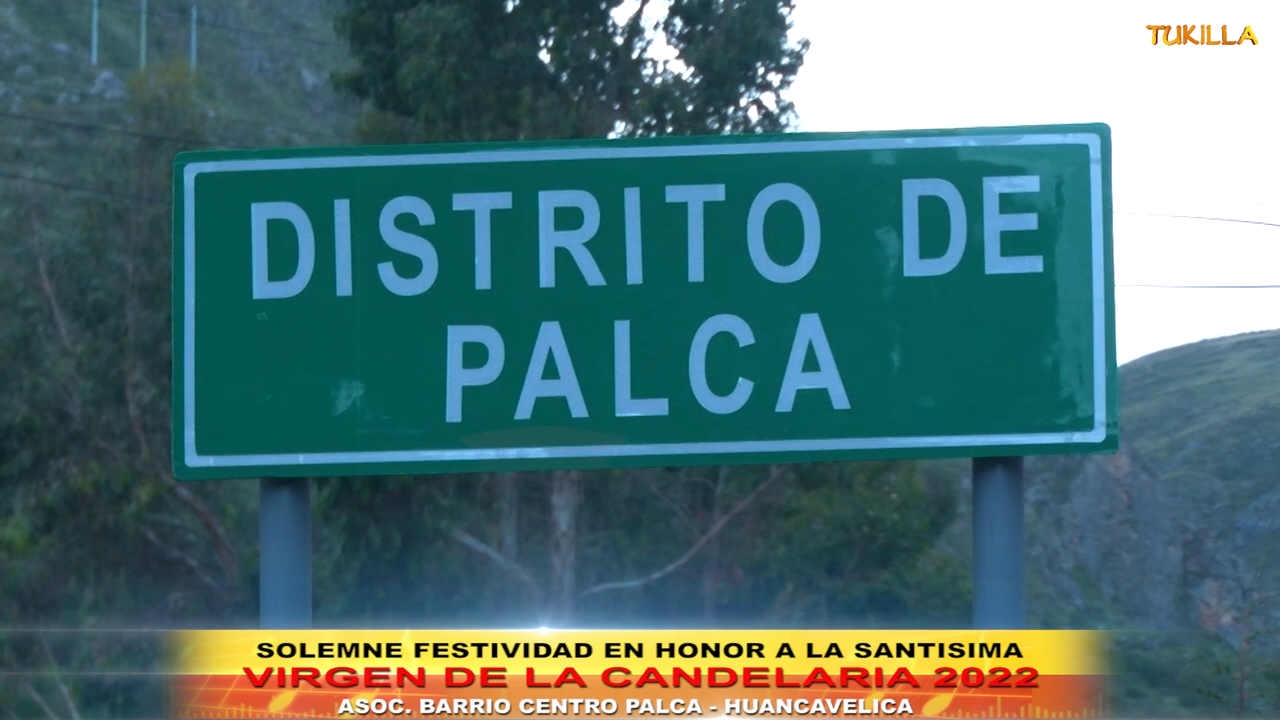 TUKILLA
DISTRITO DE
PALCA
SOLEMNE FESTIVIDAD EN HONOR A LA SANTISIMA
VIRGEN DE LA CANDELARIA 2022
ASOC. BARRIO CENTRO PALCA - HUANCAVELICA